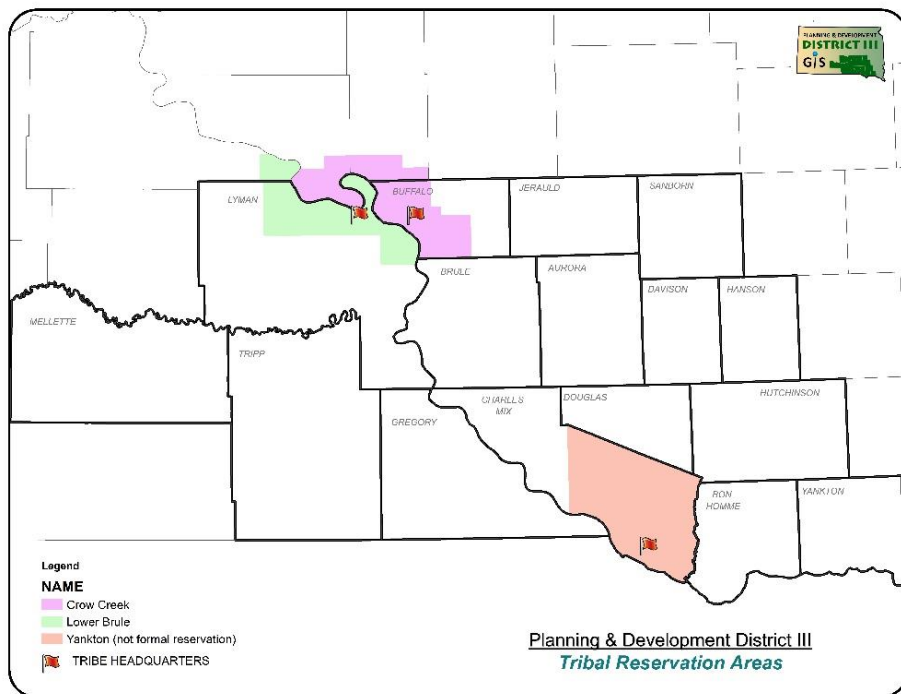 PLANNING & DEVELOPMENT
DISTRICT III
GIS
LYMAN
BUFFALO
JERAULD
SANBORN
BRULE
AURORA
DAVISON
HANSON
MELLETTE
TRIPP
GREGORY
CHARLES
MIX
DOUGLAS
HUTCHINSON
BON
HOMME
YANKTON
Legend
NAME
Crow Creek
Lower Brule
Yankton (not formal reservation)
TRIBE HEADQUARTERS
Planning & Development District III
Tribal Reservation Areas